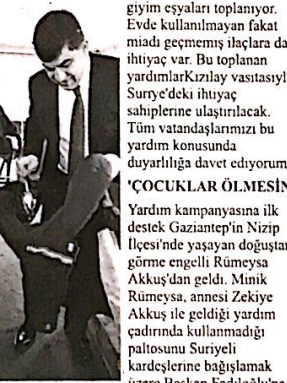 giyim eşyaları toplanıyor.
Evde kullanılmayan fakat
miadı geçmemiş ilaçlara da
ihtiyaç var. Bu toplanan
yardımlarKızılay vasıtasıyl
Suriye'deki ihtiyaç
sahiplerine ulaştırılacak.
Tüm vatandaşlarımızı bu
yardım konusunda
duyarlılığa davet ediyorum
'ÇOCUKLAR ÖLMESİN
Yardım kampanyasına ilk
destek Gaziantep'in Nizip
İlçesi'nde yaşayan doğuştan
görme engelli Rümeysa
Akkuş'dan geldi. Minik
Rümeysa, annesi Zekiye
Akkuş ile geldiği yardım
çadırında kullanmadığı
paltosunu Suriyeli
kardeşlerine bağışlamak
üzere Başkan